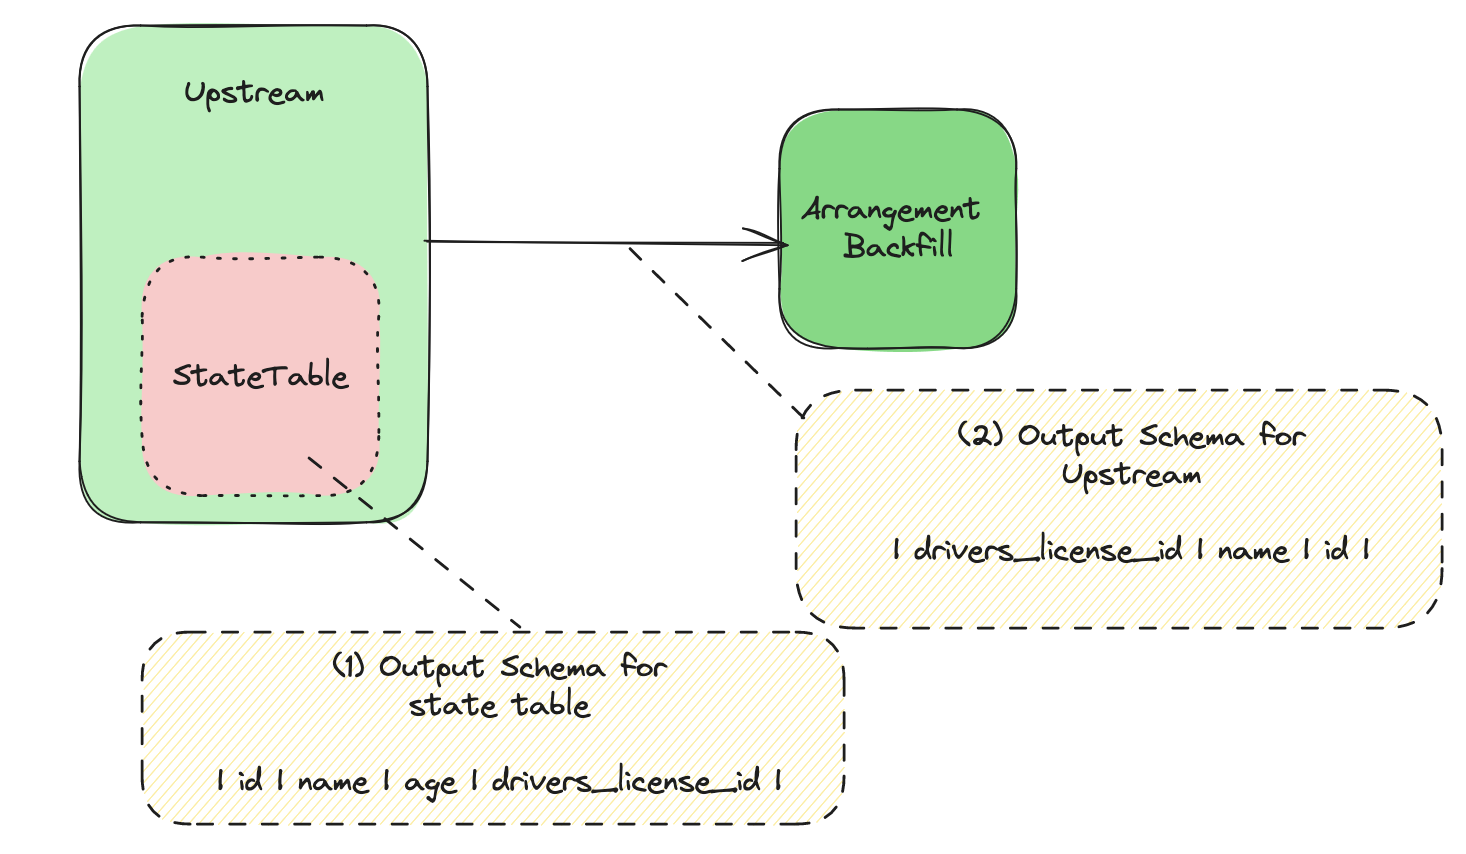 Upstream
Arrangement
Backfill
StateTable
(2) Output Schema for
Upstream
| drivers_license_id | name | id |
(1) Output Schema for
state table
| id | name | age | drivers_license_id |